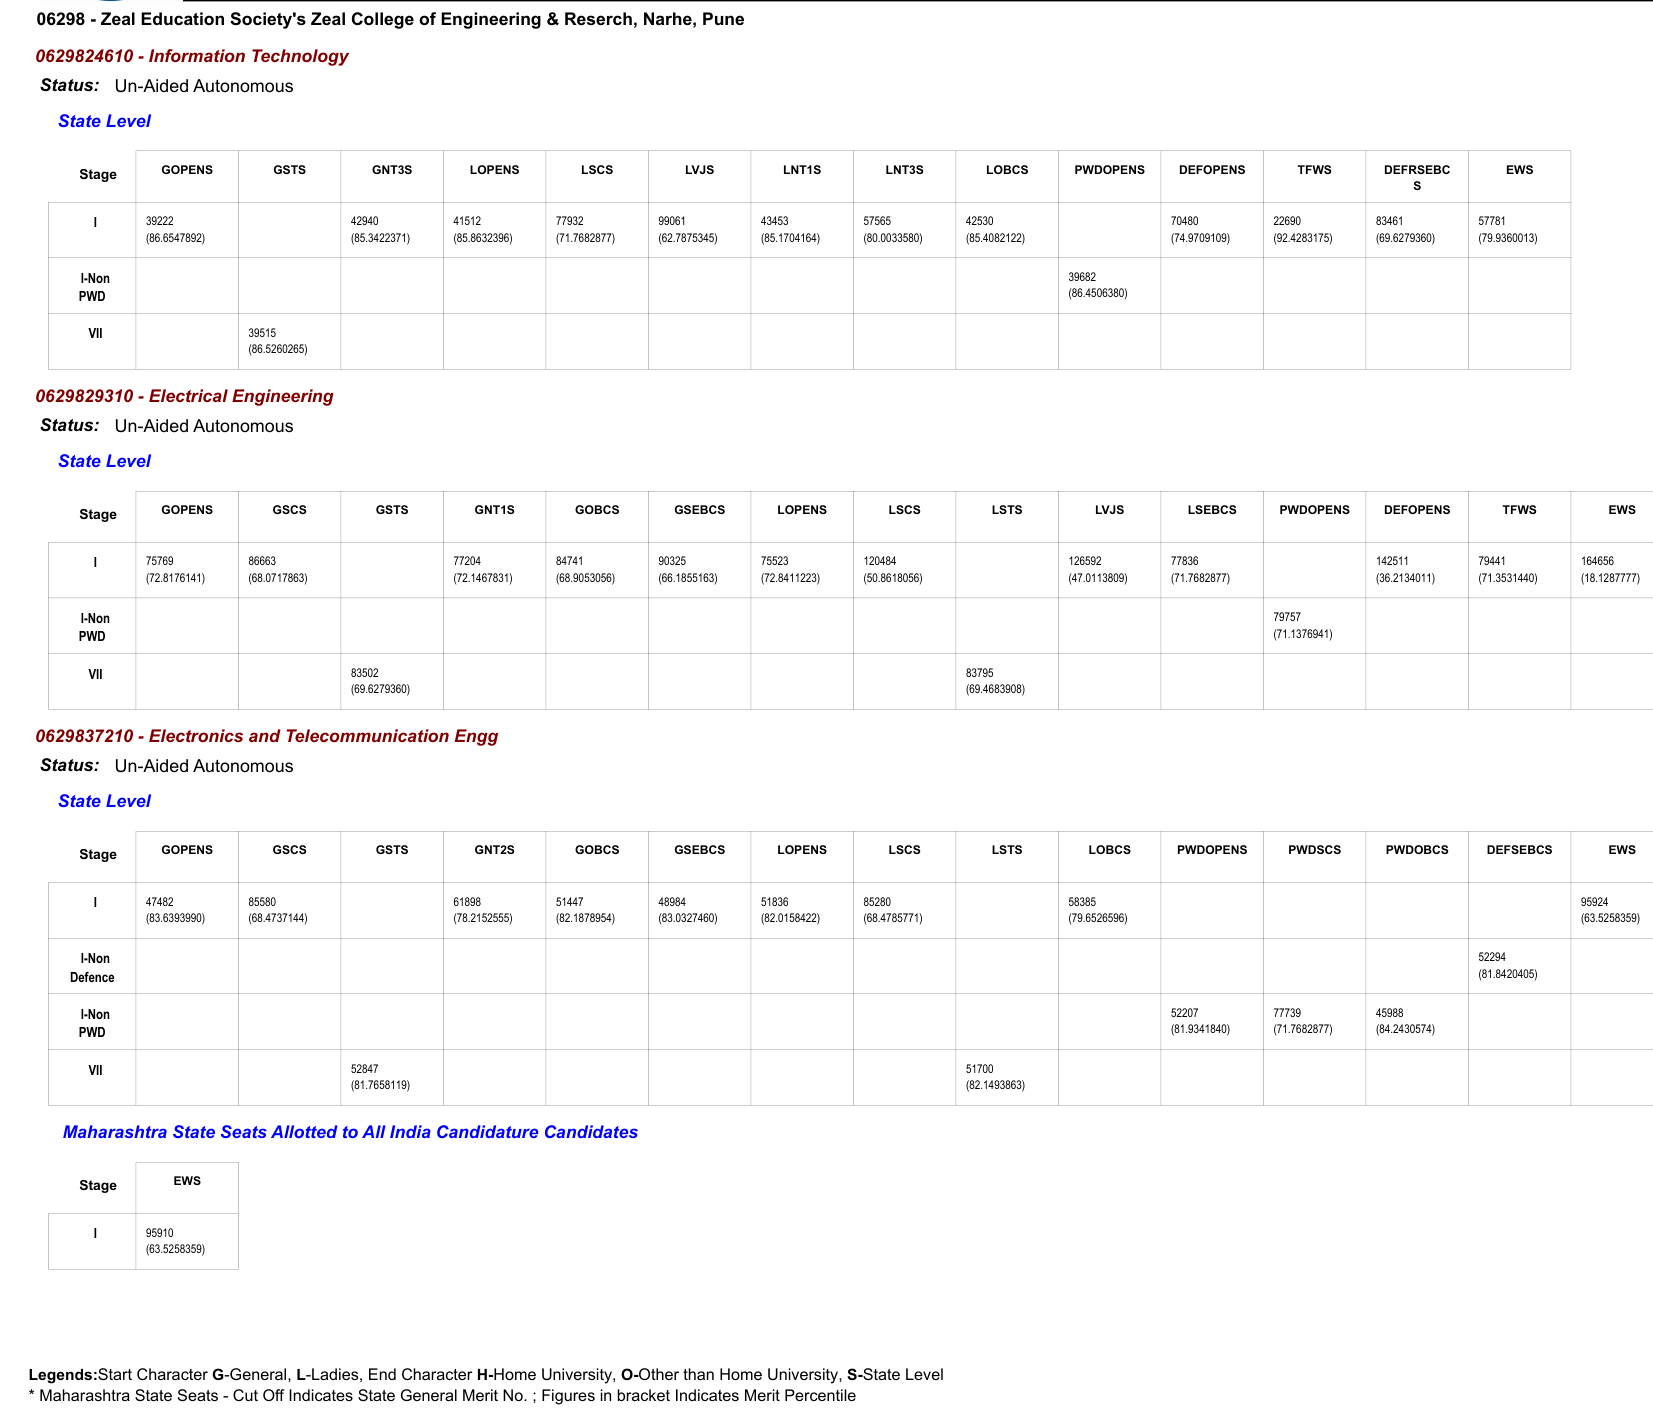 06298 - Zeal Education Society's Zeal College of Engineering & Reserch, Narhe, Pune
0629824610 - Information Technology
Status: Un-Aided Autonomous
State Level
Stage GOPENS GSTS GNT3S LOPENS LSCS LVJS LNT1S LNT3S LOBCS PWDOPENS DEFOPENS TFWS DEFRSEBC EWS
S
I 39222 42940 41512 77932 99061 43453 57565 42530 70480 22690 83461 57781
(86.6547892) (85.3422371) (85.8632396) (71.7682877) (62.7875345) (85.1704164) (80.0033580) (85.4082122) (74.9709109) (92.4283175) (69.6279360) (79.9360013)
I-Non 39682
PWD (86.4506380)
VII 39515
(86.5260265)
0629829310 - Electrical Engineering
Status: Un-Aided Autonomous
State Level
Stage GOPENS GSCS GSTS GNT1S GOBCS GSEBCS LOPENS LSCS LSTS LVJS LSEBCS PWDOPENS DEFOPENS TFWS EWS
I 75769 86663 77204 84741 90325 75523 120484 126592 77836 142511 79441 164656
(72.8176141) (68.0717863) (72.1467831) (68.9053056) (66.1855163) (72.8411223) (50.8618056) (47.0113809) (71.7682877) (36.2134011) (71.3531440) (18.1287777)
I-Non 79757
PWD (71.1376941)
VII 83502 83795
(69.6279360) (69.4683908)
0629837210 - Electronics and Telecommunication Engg
Status: Un-Aided Autonomous
State Level
Stage GOPENS GSCS GSTS GNT2S GOBCS GSEBCS LOPENS LSCS LSTS LOBCS PWDOPENS PWDSCS PWDOBCS DEFSEBCS EWS
I 47482 85580 61898 51447 48984 51836 85280 58385 95924
(83.6393990) (68.4737144) (78.2152555) (82.1878954) (83.0327460) (82.0158422) (68.4785771) (79.6526596) (63.5258359)
I-Non 52294
Defence (81.8420405)
I-Non 52207 77739 45988
PWD (81.9341840) (71.7682877) (84.2430574)
VII 52847 51700
(81.7658119) (82.1493863)
Maharashtra State Seats Allotted to All India Candidature Candidates
Stage EWS
I 95910
(63.5258359)
Legends:Start Character G-General, L-Ladies, End Character H-Home University, O-Other than Home University, S-State Level
* Maharashtra State Seats - Cut Off Indicates State General Merit No. ; Figures in bracket Indicates Merit Percentile